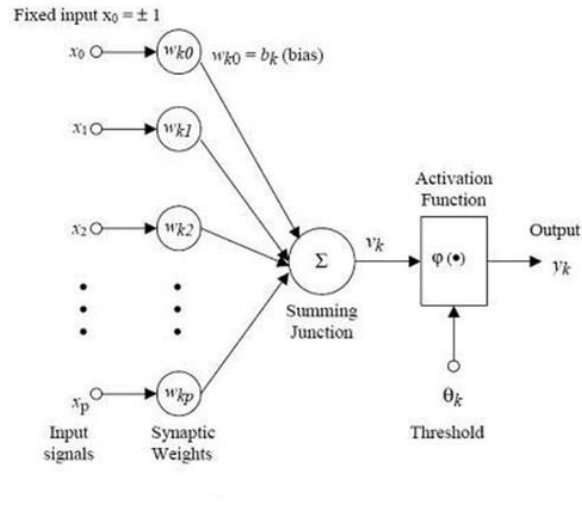 Fixed input x₀ = ± 1
x₀
wₖ₀
wₖ₀ = bₖ (bias)
x₁
wₖ₁
x₂
wₖ₂
Activation
Function
Σ
vₖ
φ (•)
Output
yₖ
Summing
Junction
xₚ
wₖₚ
θₖ
Input
signals
Synaptic
Weights
Threshold